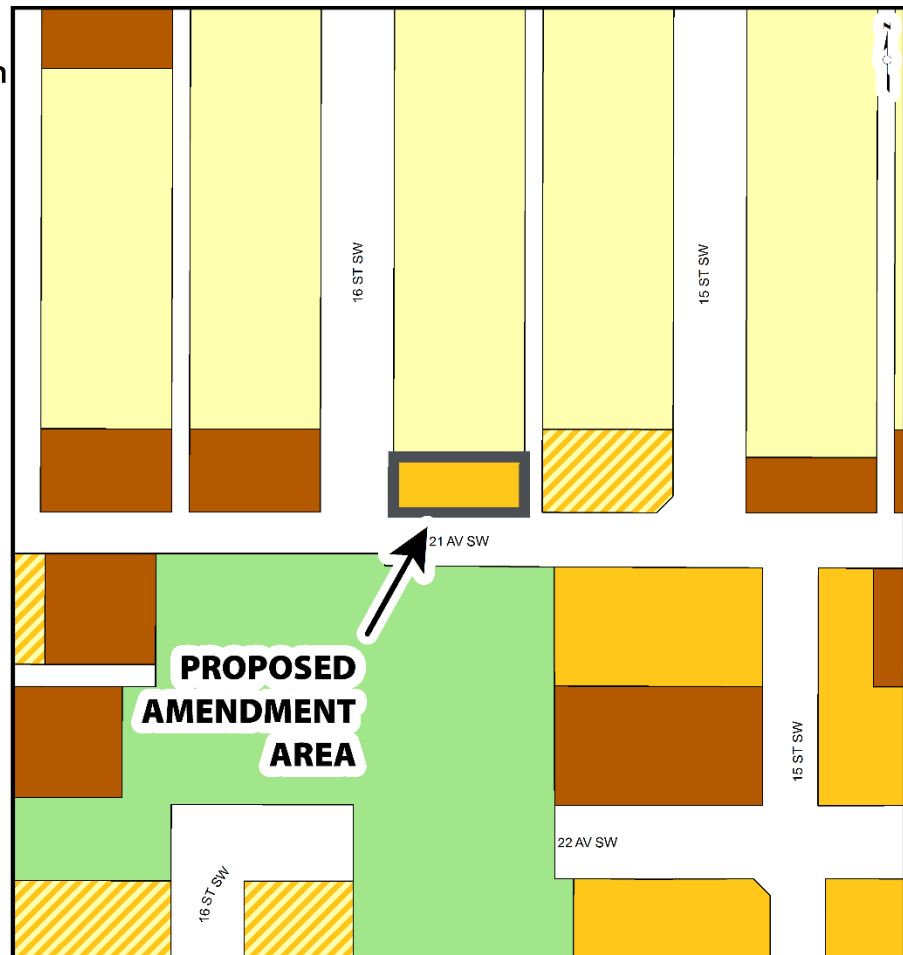 n
16 ST SW
15 ST SW
21 AV SW
PROPOSED
AMENDMENT
AREA
15 ST SW
22 AV SW
16 ST SW